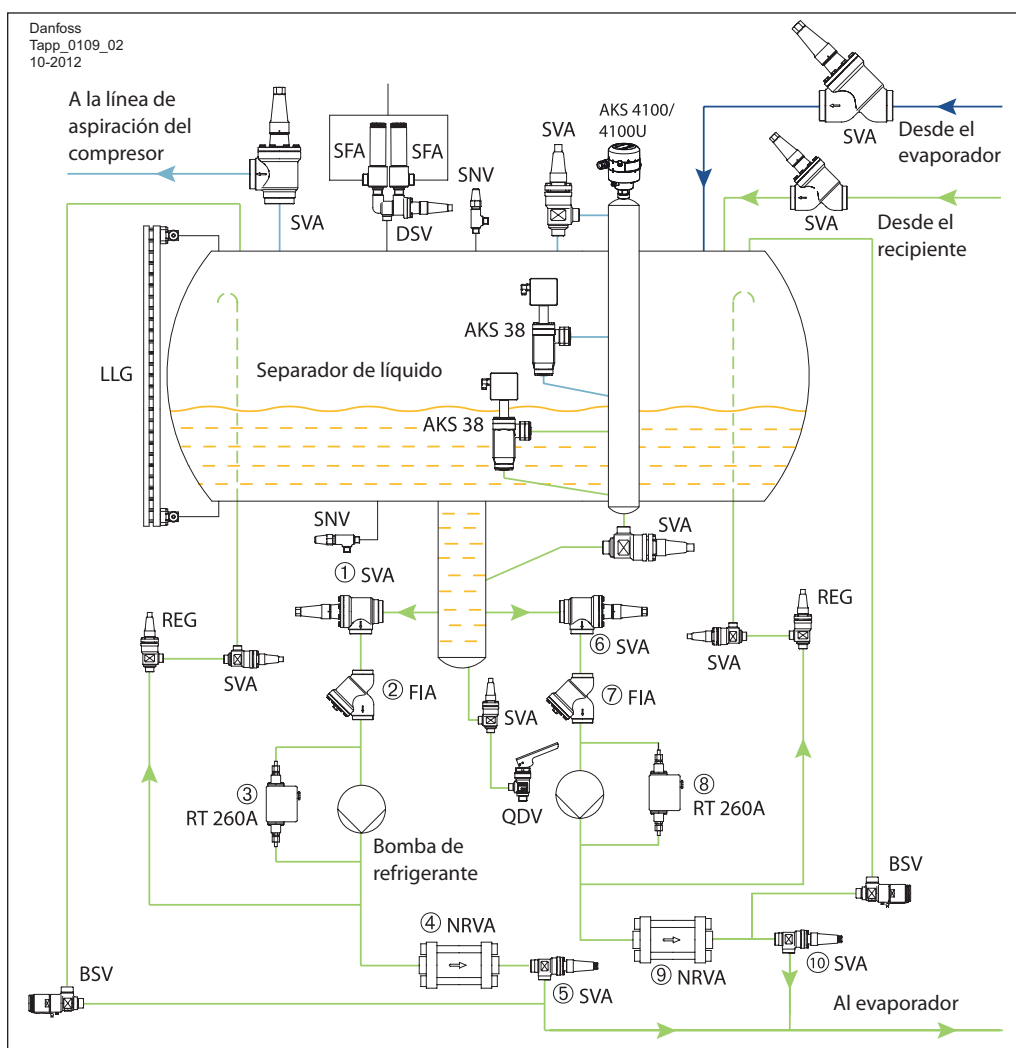 Danfoss
Tapp_0109_02
10-2012
A la línea de
aspiración del
compresor
SVA
SFA
SFA
DSV
SNV
SVA
AKS 4100/
4100U
SVA
Desde el
evaporador
SVA
Desde el
recipiente
LLG
Separador de líquido
AKS 38
AKS 38
SNV
SVA
① SVA
REG
SVA
② FIA
⑥ SVA
⑦ FIA
SVA
REG
SVA
QDV
③
RT 260A
⑧
RT 260A
Bomba de
refrigerante
BSV
④ NRVA
⑤ SVA
⑨ NRVA
⑩ SVA
BSV
Al evaporador